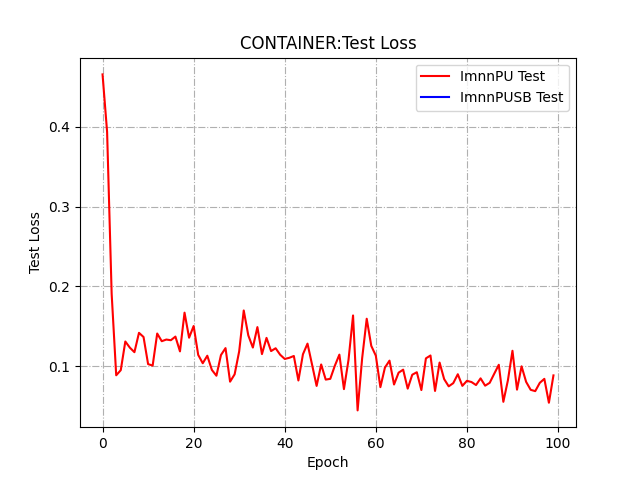 CONTAINER:Test Loss
ImnnPU Test
ImnnPUSB Test
0.4
0.3
0.2
0.1
Test Loss
0 20 40 60 80 100
Epoch